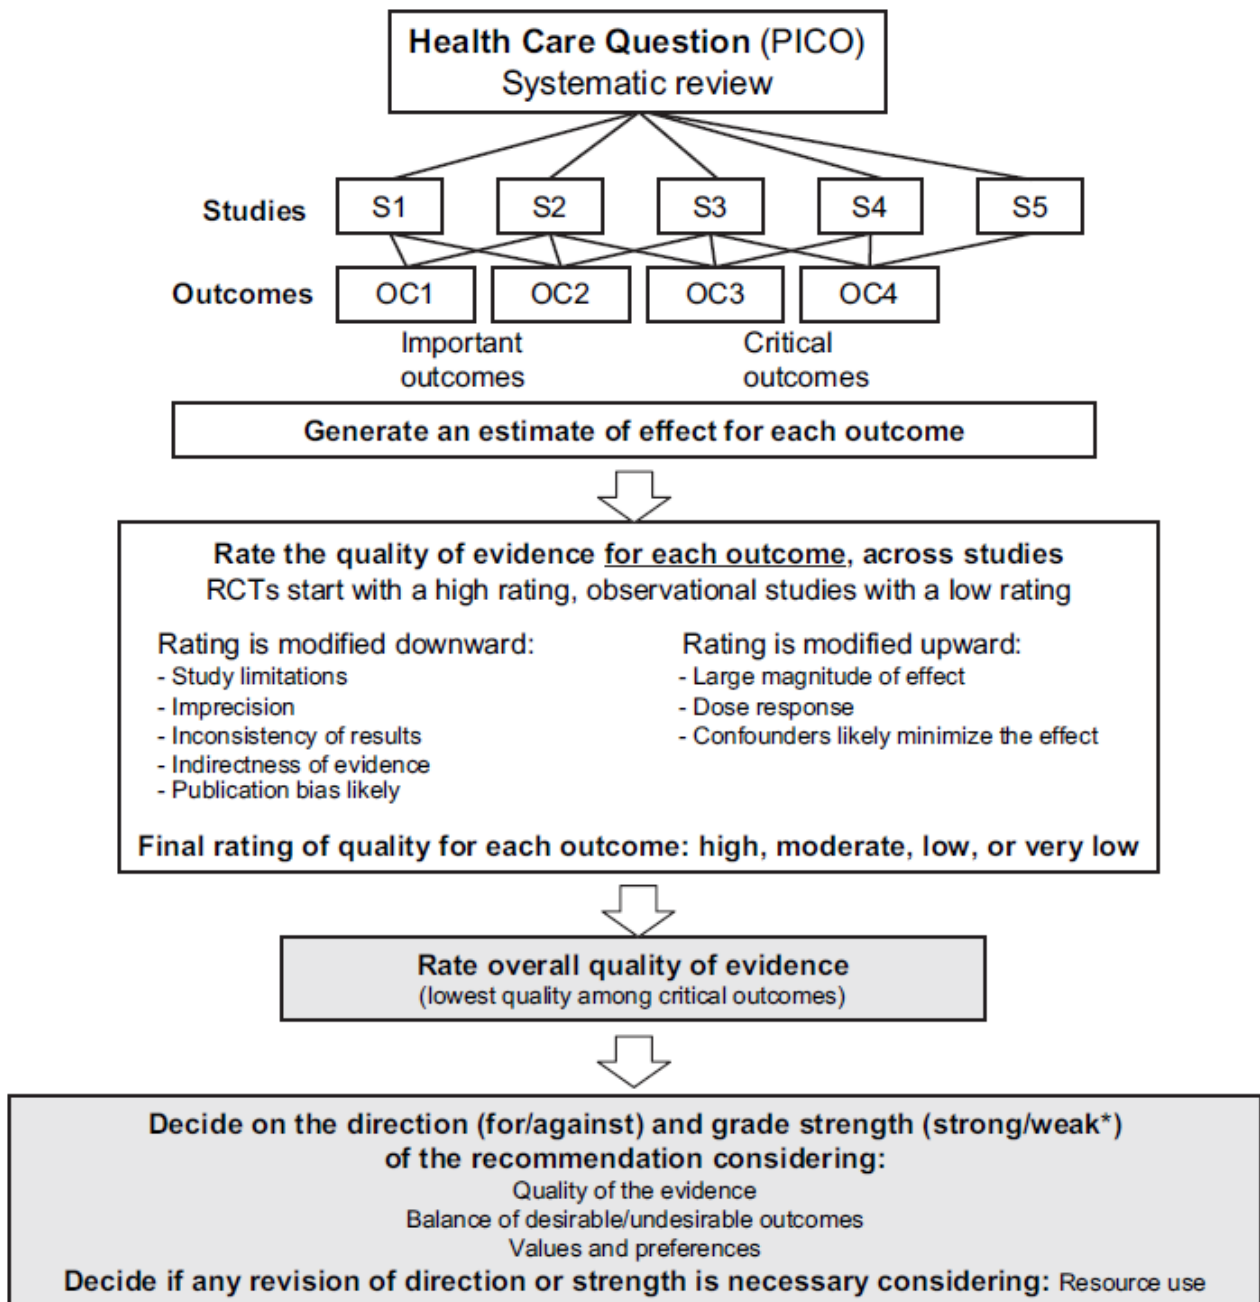 Health Care Question (PICO)
Systematic review
Studies
S1
S2
S3
S4
S5
Outcomes
OC1
OC2
OC3
OC4
Important
outcomes
Critical
outcomes
Generate an estimate of effect for each outcome
Rate the quality of evidence for each outcome, across studies
RCTs start with a high rating, observational studies with a low rating
Rating is modified downward:
- Study limitations
- Imprecision
- Inconsistency of results
- Indirectness of evidence
- Publication bias likely
Rating is modified upward:
- Large magnitude of effect
- Dose response
- Confounders likely minimize the effect
Final rating of quality for each outcome: high, moderate, low, or very low
Rate overall quality of evidence
(lowest quality among critical outcomes)
Decide on the direction (for/against) and grade strength (strong/weak*)
of the recommendation considering:
Quality of the evidence
Balance of desirable/undesirable outcomes
Values and preferences
Decide if any revision of direction or strength is necessary considering: Resource use